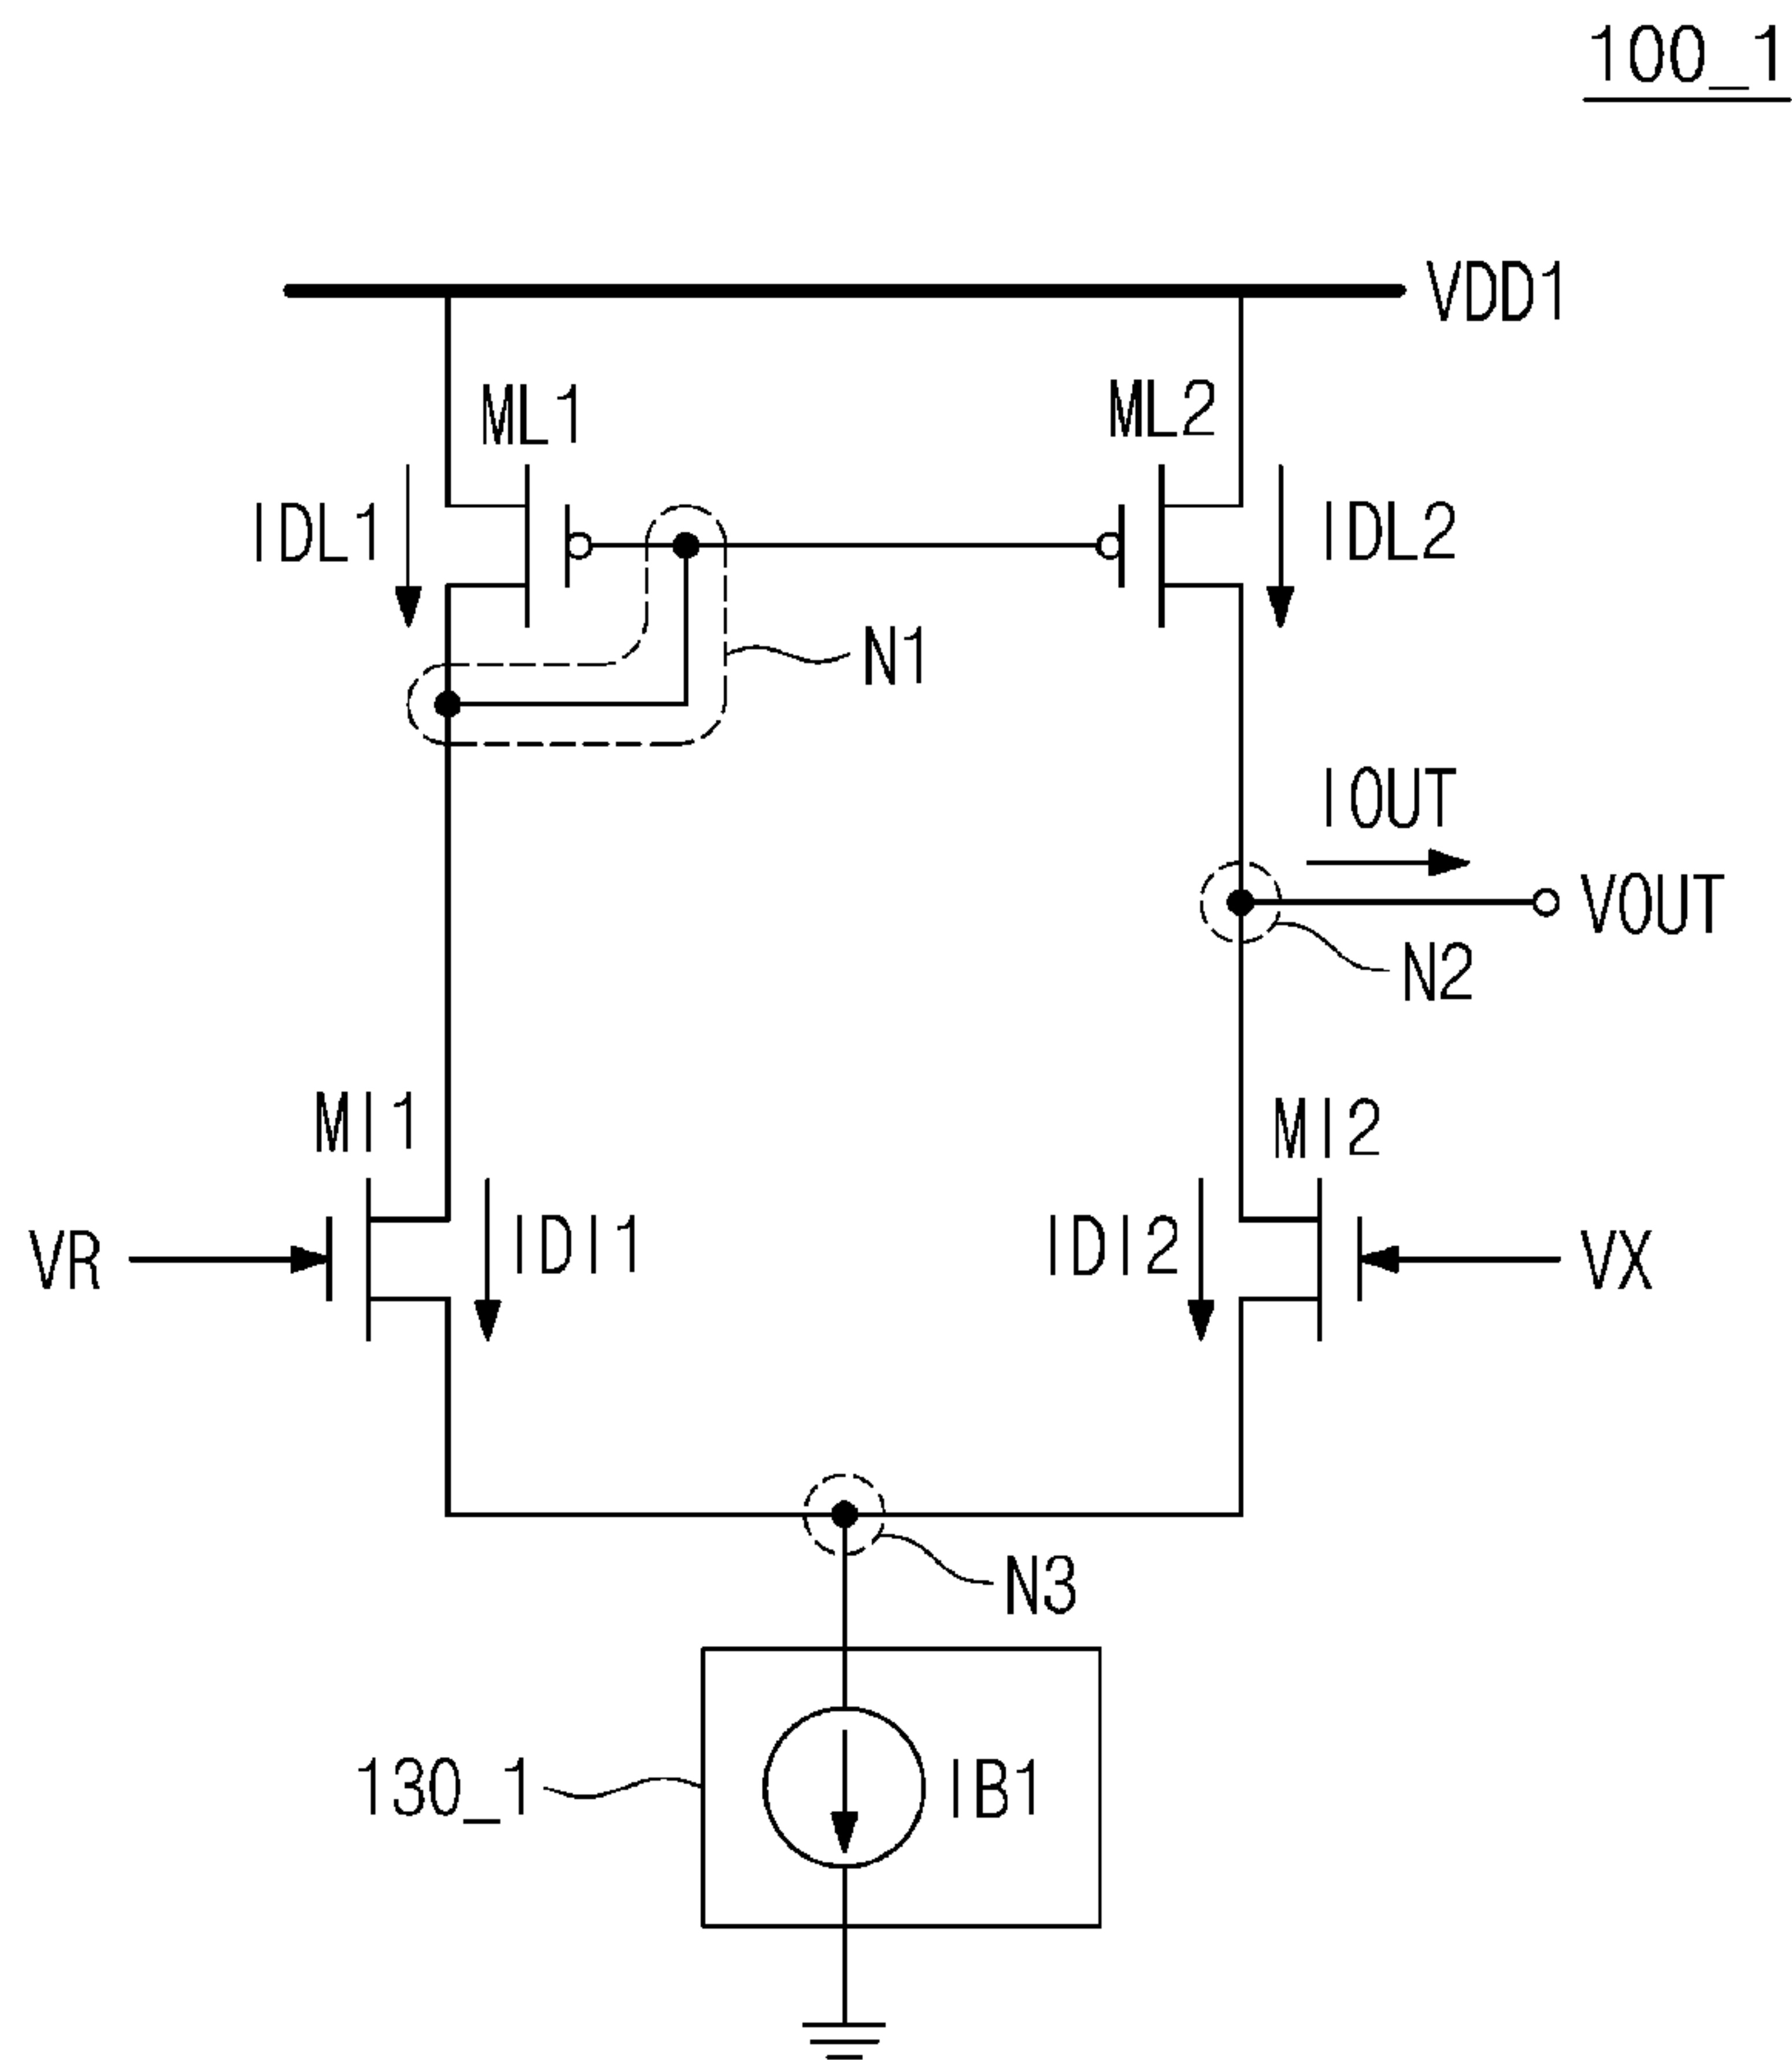 100_1
VDD1
ML1
ML2
IDL1
IDL2
N1
IOUT
VOUT
N2
MI1
MI2
VR
IDI1
IDI2
VX
N3
130_1
IB1